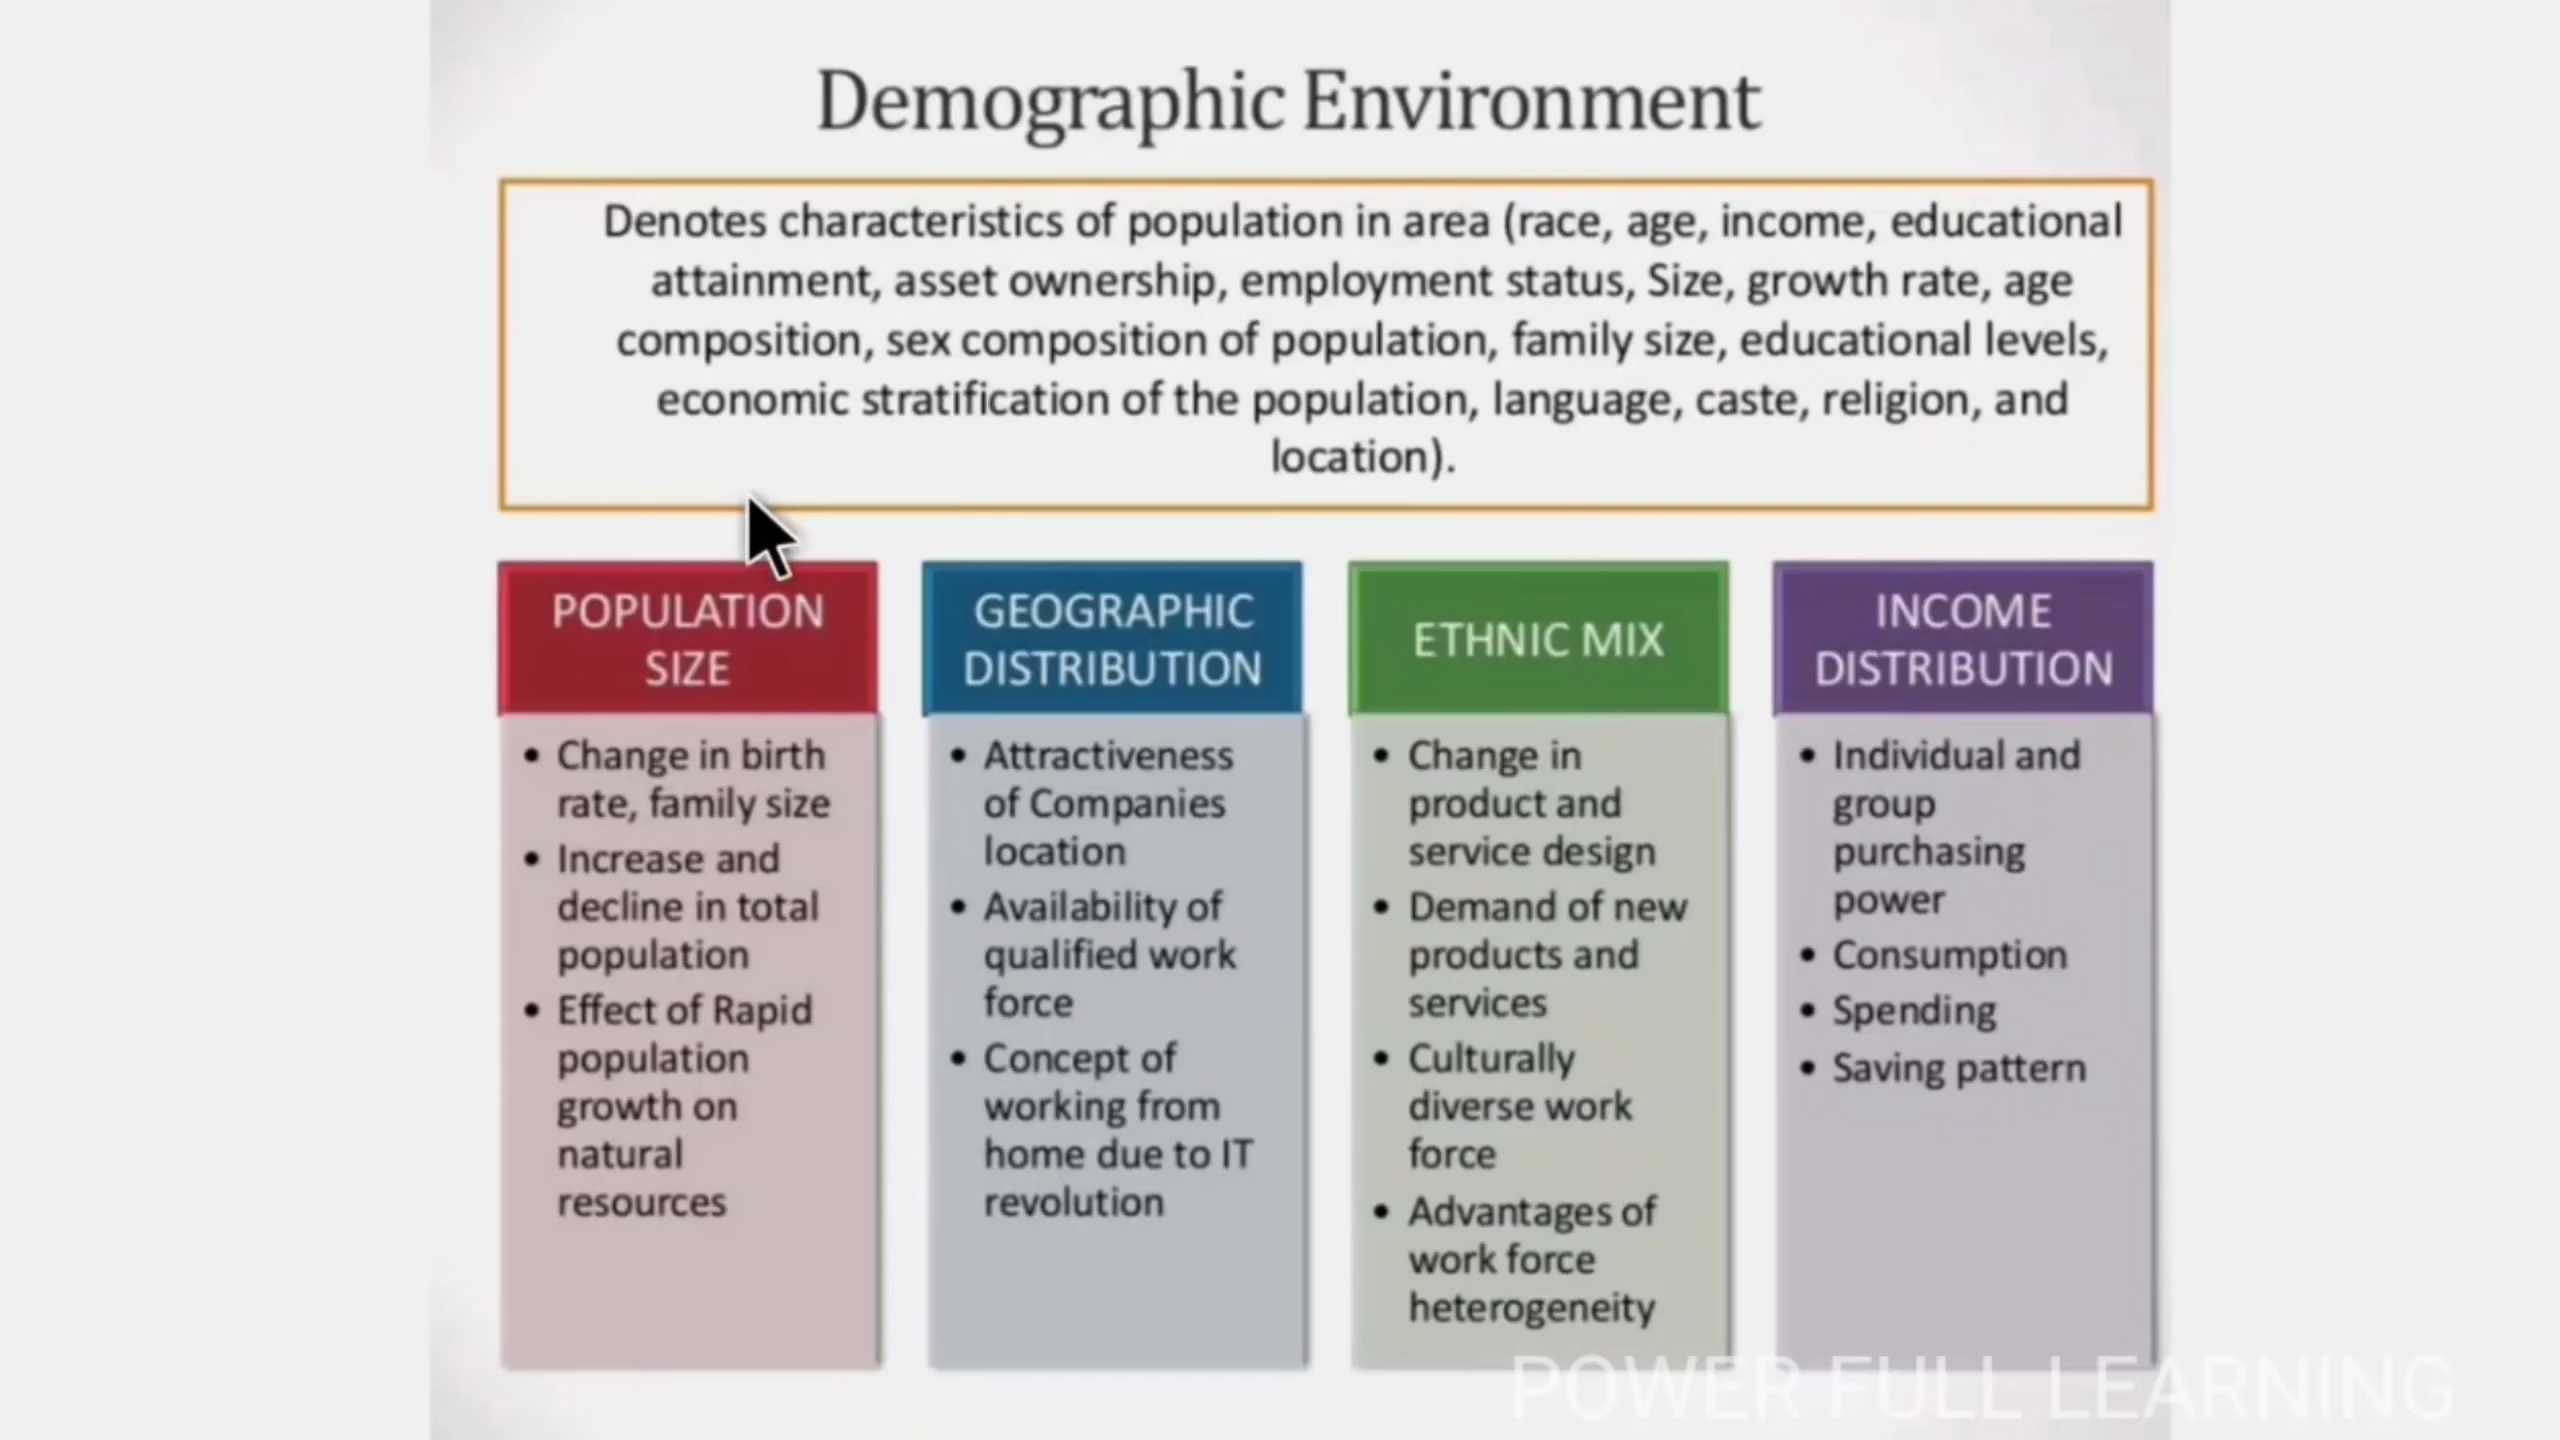 Demographic Environment
Denotes characteristics of population in area (race, age, income, educational
attainment, asset ownership, employment status, Size, growth rate, age
composition, sex composition of population, family size, educational levels,
economic stratification of the population, language, caste, religion, and
location).
POPULATION
SIZE
• Change in birth
rate, family size
• Increase and
decline in total
population
• Effect of Rapid
population
growth on
natural
resources
GEOGRAPHIC
DISTRIBUTION
• Attractiveness
of Companies
location
• Availability of
qualified work
force
• Concept of
working from
home due to IT
revolution
ETHNIC MIX
• Change in
product and
service design
• Demand of new
products and
services
• Culturally
diverse work
force
• Advantages of
work force
heterogeneity
INCOME
DISTRIBUTION
• Individual and
group
purchasing
power
• Consumption
• Spending
• Saving pattern
POWER FULL LEARNING